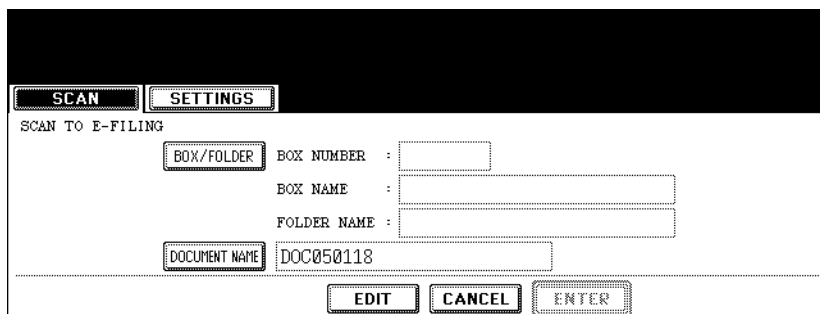 SCAN SETTINGS
SCAN TO E-FILING
BOX/FOLDER BOX NUMBER :
BOX NAME :
FOLDER NAME :
DOCUMENT NAME DOC050118
EDIT CANCEL ENTER